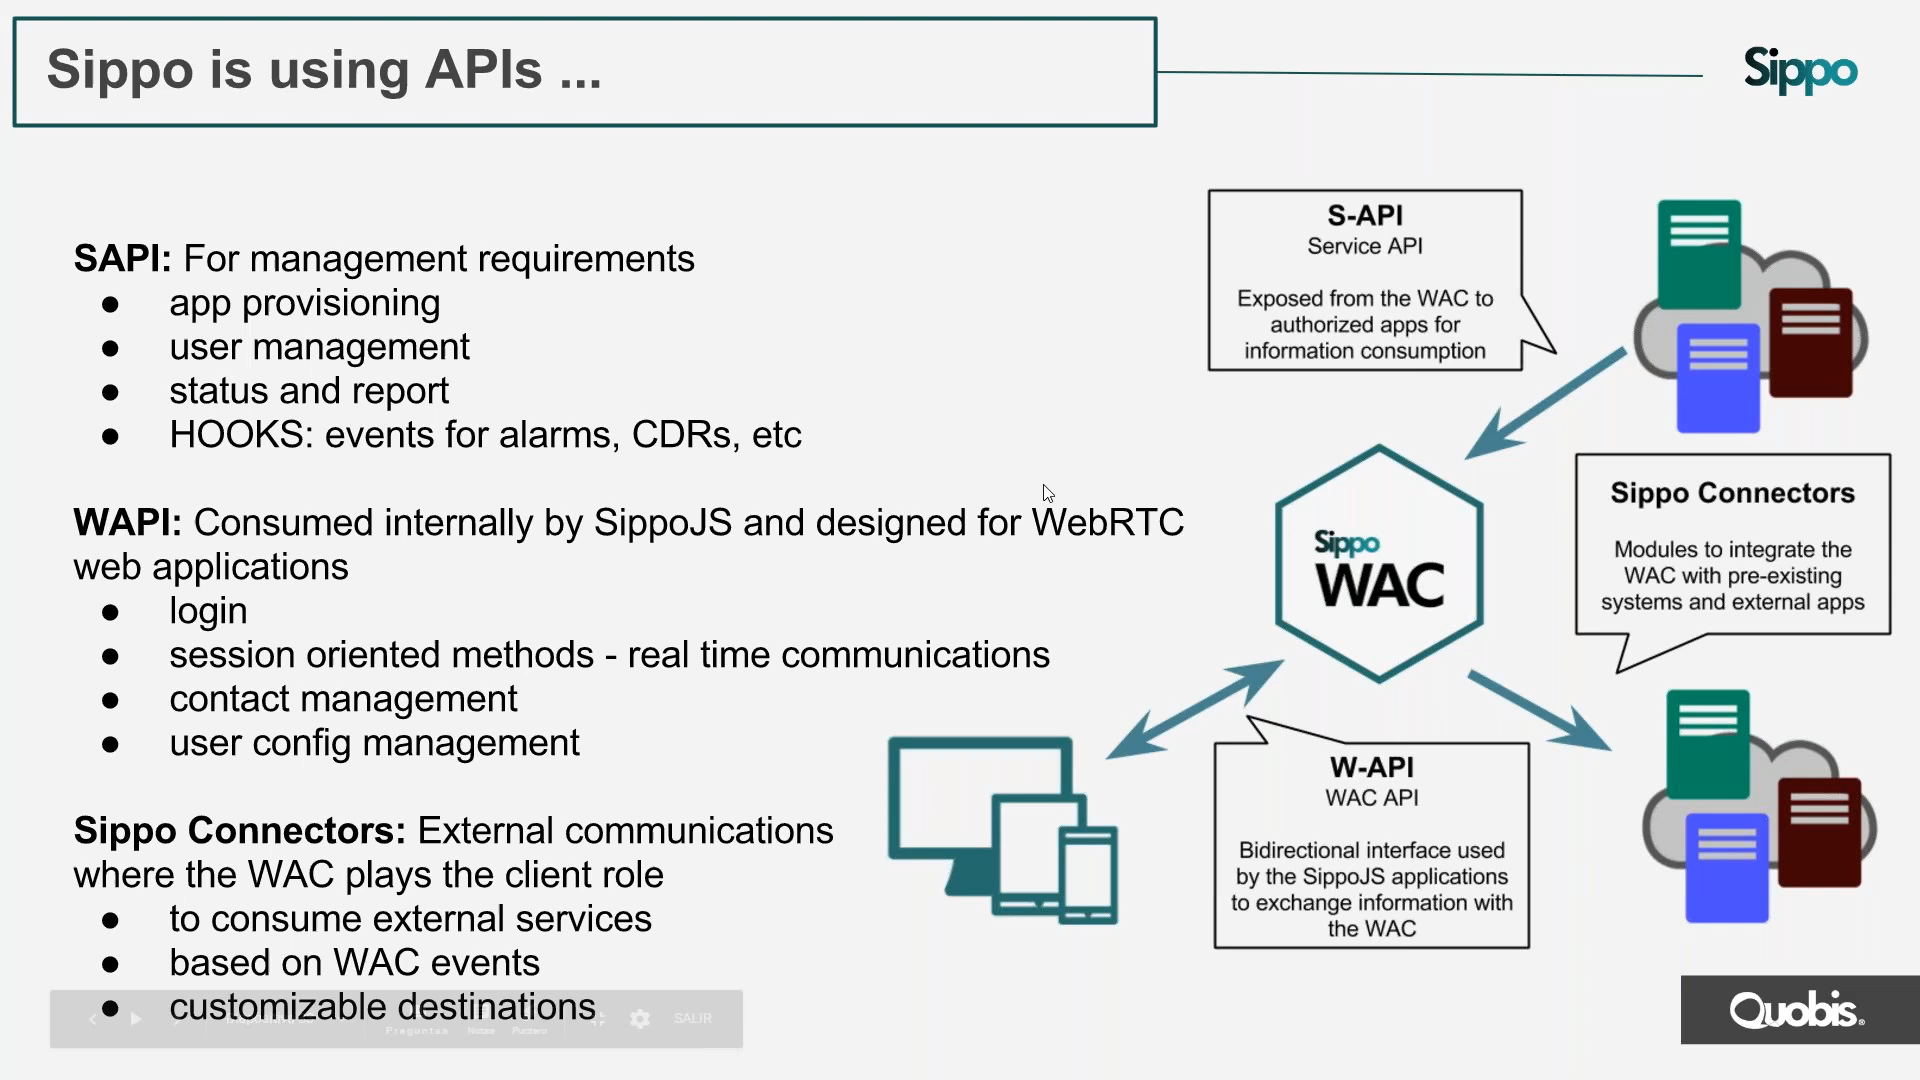 Sippo is using APIs ...
Sippo
SAPI: For management requirements
● app provisioning
● user management
● status and report
● HOOKS: events for alarms, CDRs, etc
WAPI: Consumed internally by SippoJS and designed for WebRTC
web applications
● login
● session oriented methods - real time communications
● contact management
● user config management
Sippo Connectors: External communications
where the WAC plays the client role
● to consume external services
● based on WAC events
● customizable destinations
Preguntas
Notas
Puntero
SALIR
S-API
Service API
Exposed from the WAC to
authorized apps for
information consumption
Sippo
WAC
Sippo Connectors
Modules to integrate the
WAC with pre-existing
systems and external apps
W-API
WAC API
Bidirectional interface used
by the SippoJS applications
to exchange information with
the WAC
Quobis®